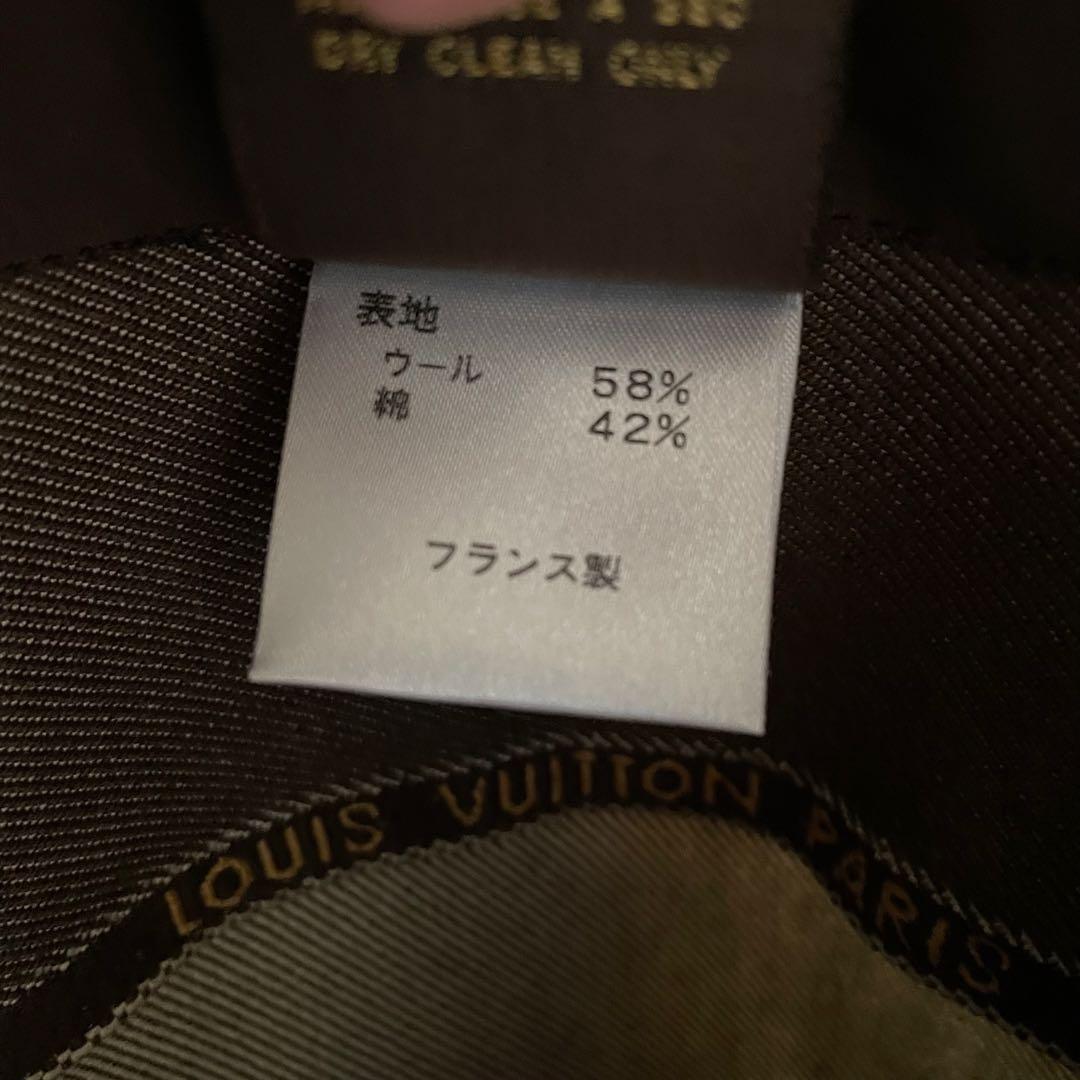 A SEC
DRY CLEAN ONLY
表地
ウール 58%
綿 42%
フランス製
LOUIS VUITTON PARIS